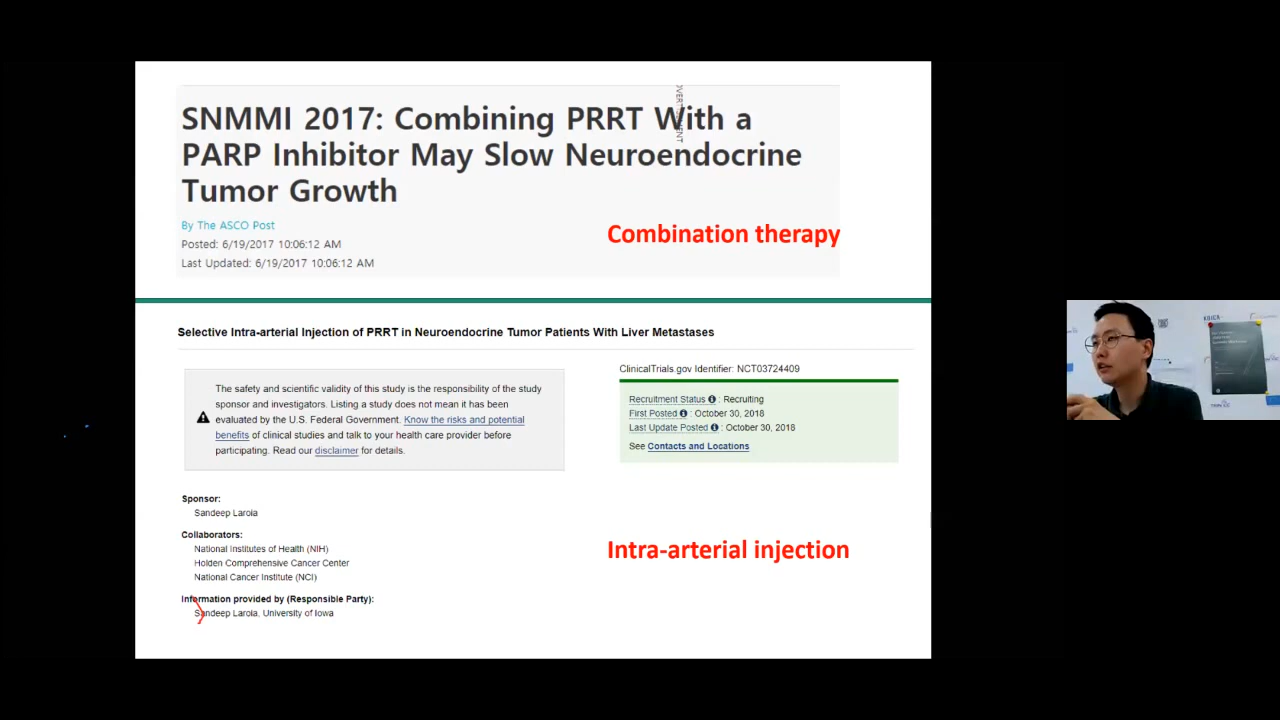 SNMMI 2017: Combining PRRT With a
PARP Inhibitor May Slow Neuroendocrine
Tumor Growth
By The ASCO Post
Posted: 6/19/2017 10:06:12 AM
Last Updated: 6/19/2017 10:06:12 AM
Combination therapy
Selective Intra-arterial Injection of PRRT in Neuroendocrine Tumor Patients With Liver Metastases
The safety and scientific validity of this study is the responsibility of the study
sponsor and investigators. Listing a study does not mean it has been
evaluated by the U.S. Federal Government. Know the risks and potential
benefits of clinical studies and talk to your health care provider before
participating. Read our disclaimer for details.
ClinicalTrials.gov Identifier: NCT03724409
Recruitment Status : Recruiting
First Posted : October 30, 2018
Last Update Posted : October 30, 2018
See Contacts and Locations
Sponsor:
Sandeep Laroia
Collaborators:
National Institutes of Health (NIH)
Holden Comprehensive Cancer Center
National Cancer Institute (NCI)
Information provided by (Responsible Party):
Sandeep Laroia, University of Iowa
Intra-arterial injection